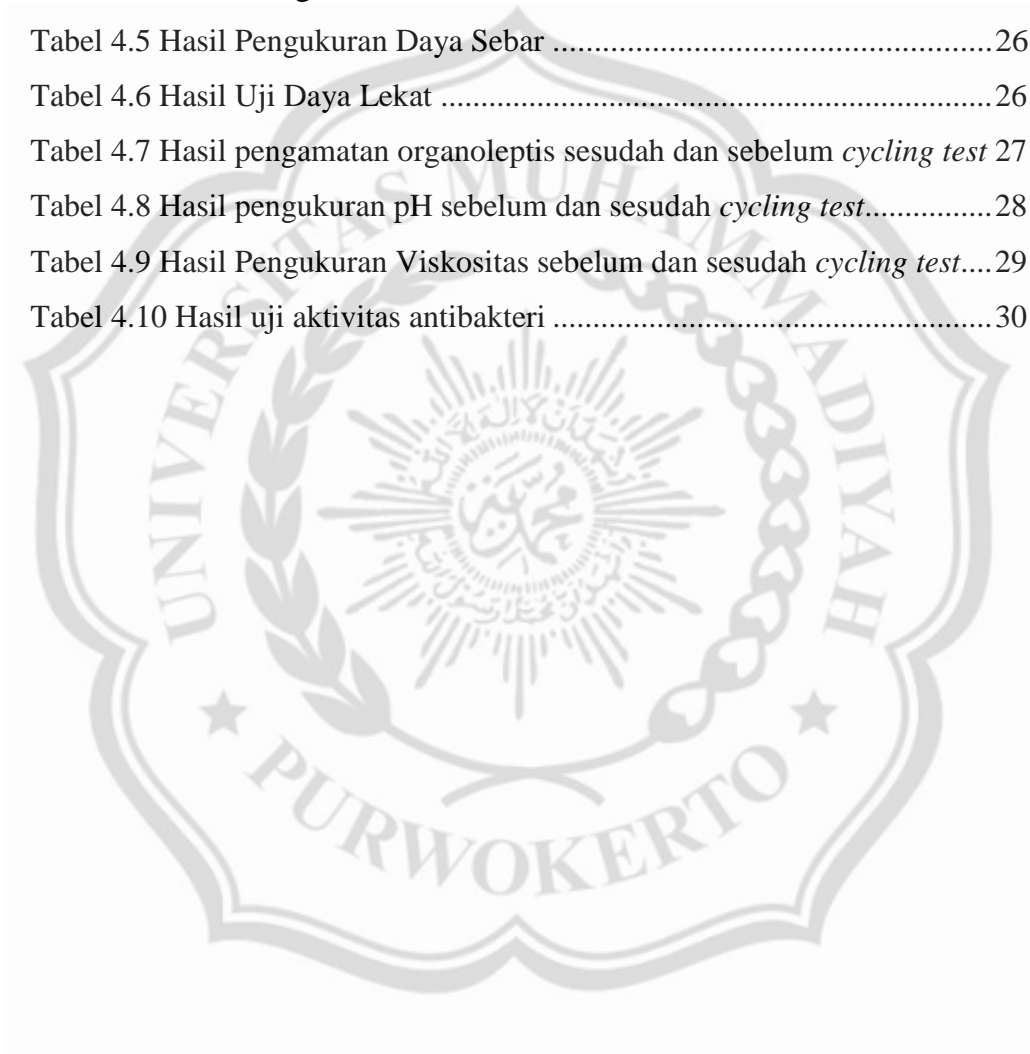 Tabel 4.5 Hasil Pengukuran Daya Sebar .......................................................26
Tabel 4.6 Hasil Uji Daya Lekat .....................................................................26
Tabel 4.7 Hasil pengamatan organoleptis sesudah dan sebelum cycling test 27
Tabel 4.8 Hasil pengukuran pH sebelum dan sesudah cycling test................28
Tabel 4.9 Hasil Pengukuran Viskositas sebelum dan sesudah cycling test....29
Tabel 4.10 Hasil uji aktivitas antibakteri .......................................................30
UNIVERSITAS MUHAMMADIYAH
PURWOKERTO